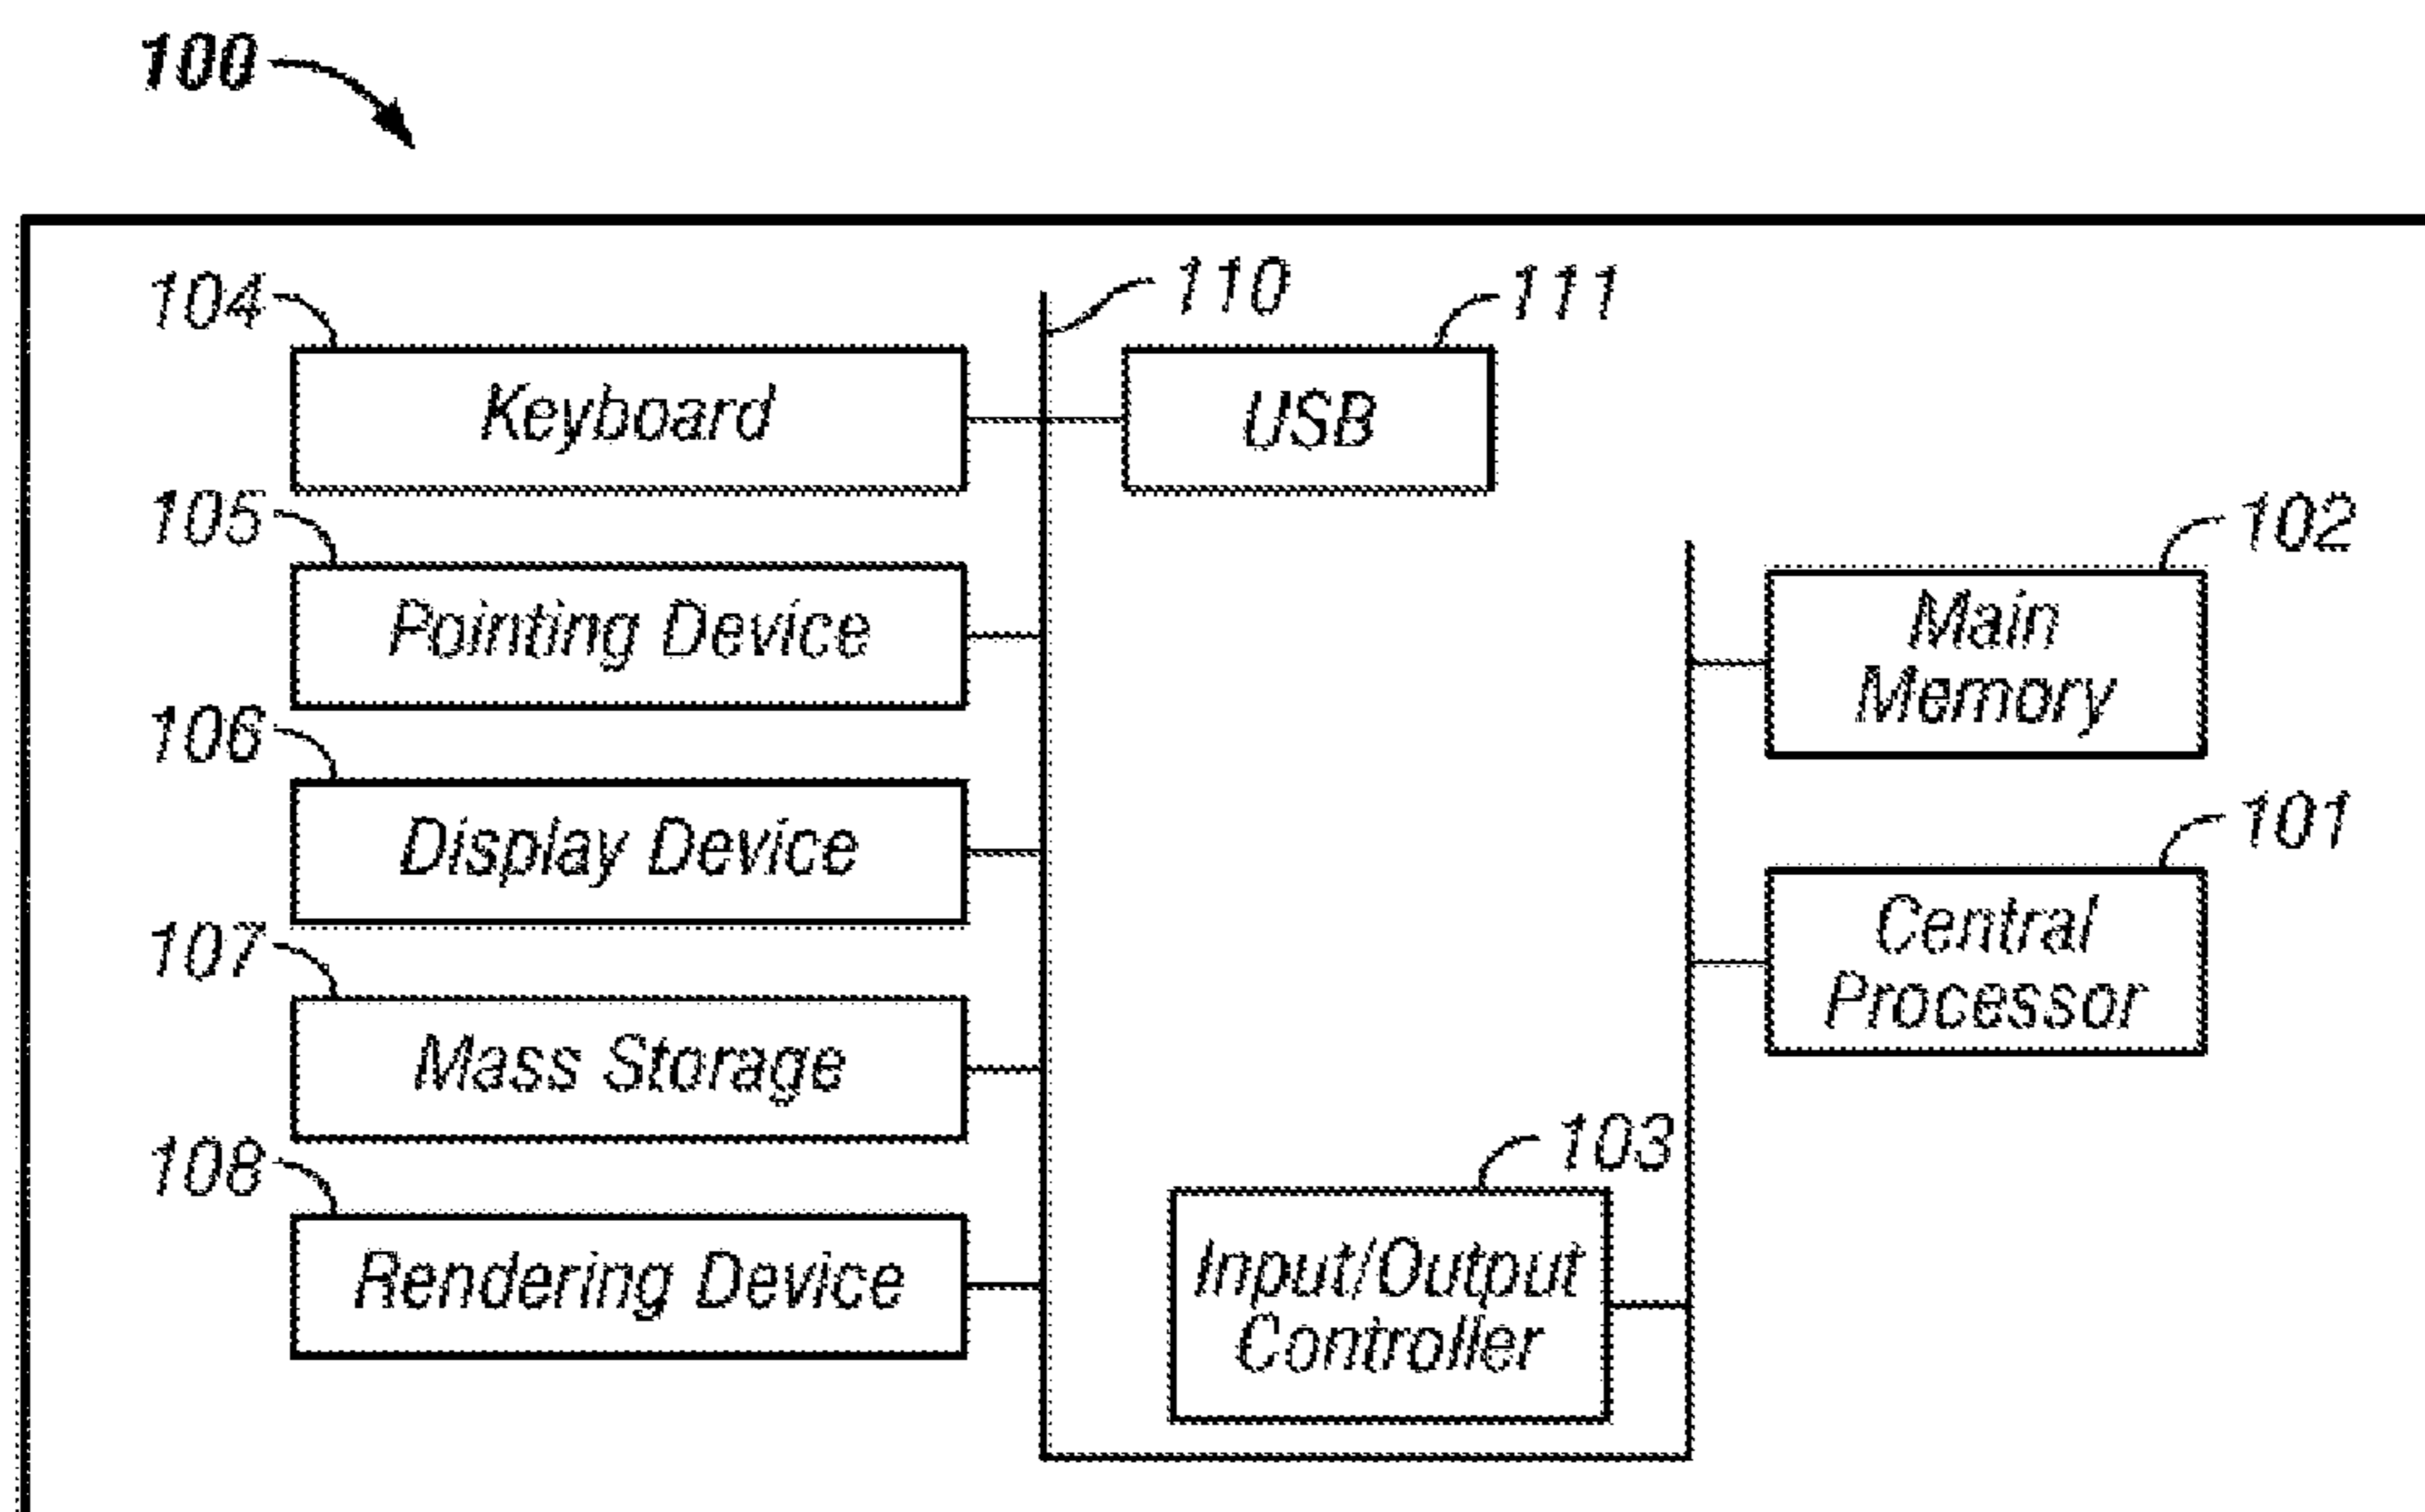 100
104
110
111
Keyboard
USB
105
102
Pointing Device
Main
Memory
106
101
Display Device
Central
Processor
107
103
Mass Storage
Input/Output
Controller
108
Rendering Device